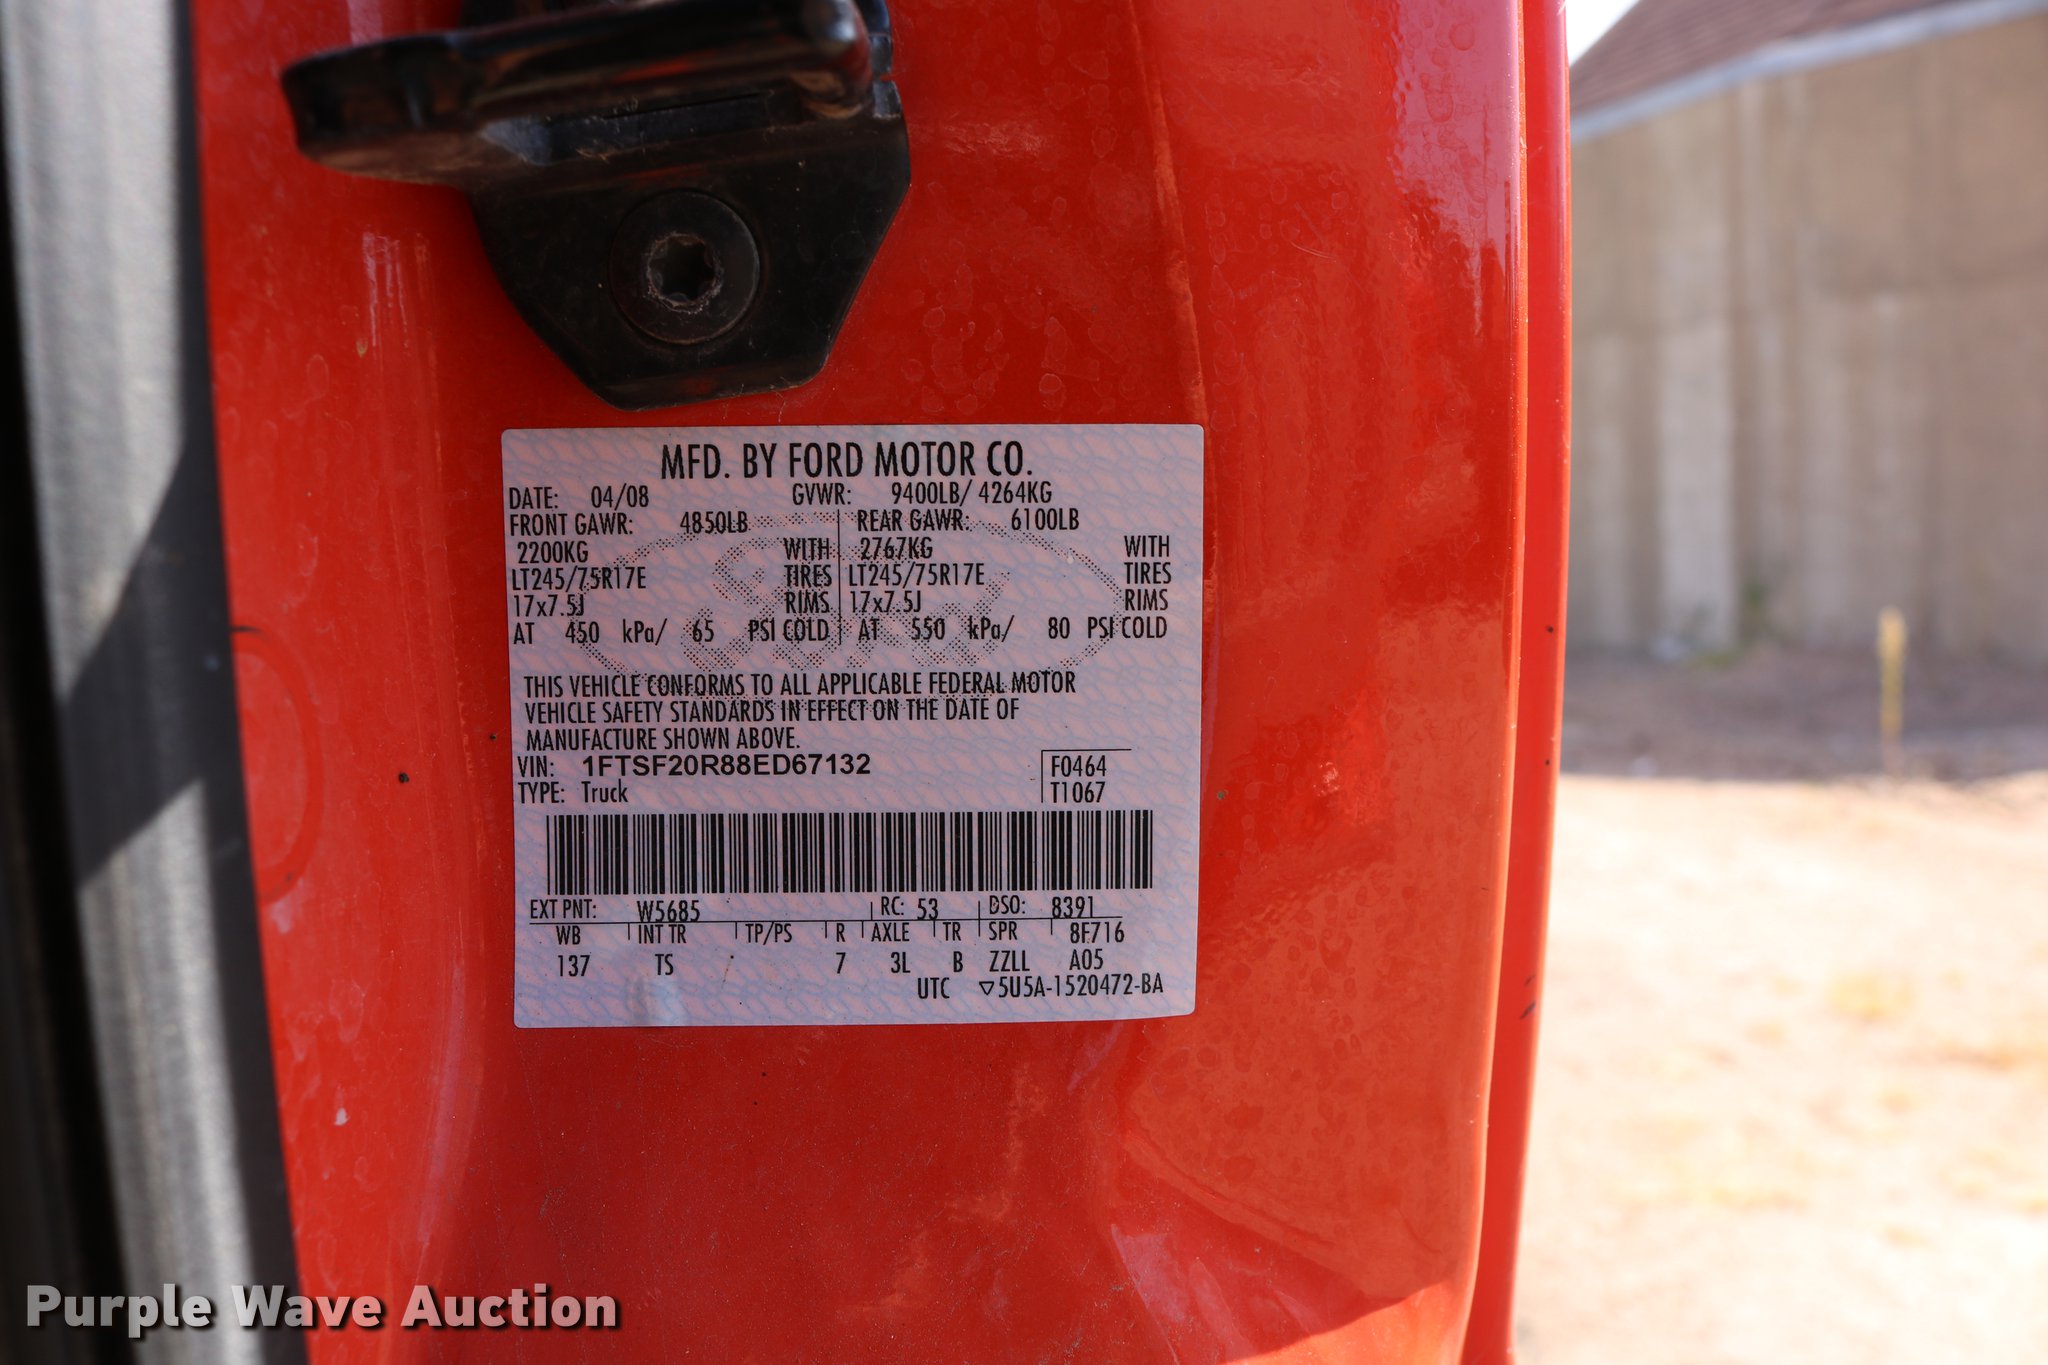 MFD. BY FORD MOTOR CO.
DATE: 04/08 GVWR: 9400LB/ 4264KG
FRONT GAWR: 4850LB REAR GAWR: 6100LB
2200KG WITH 2767KG WITH
LT245/75R17E TIRES LT245/75R17E TIRES
17x7.5J RIMS 17x7.5J RIMS
AT 450 kPa/ 65 PSI COLD AT 550 kPa/ 80 PSI COLD
THIS VEHICLE CONFORMS TO ALL APPLICABLE FEDERAL MOTOR
VEHICLE SAFETY STANDARDS IN EFFECT ON THE DATE OF
MANUFACTURE SHOWN ABOVE.
VIN: 1FTSF20R88ED67132 F0464
TYPE: Truck T1067
EXT PNT: W5685 RC: 53 DSO: 8391
WB INT TR TP/PS R AXLE TR SPR 8F716
137 TS 7 3L B ZZLL A05
UTC ▽5U5A-1520472-BA
Purple Wave Auction